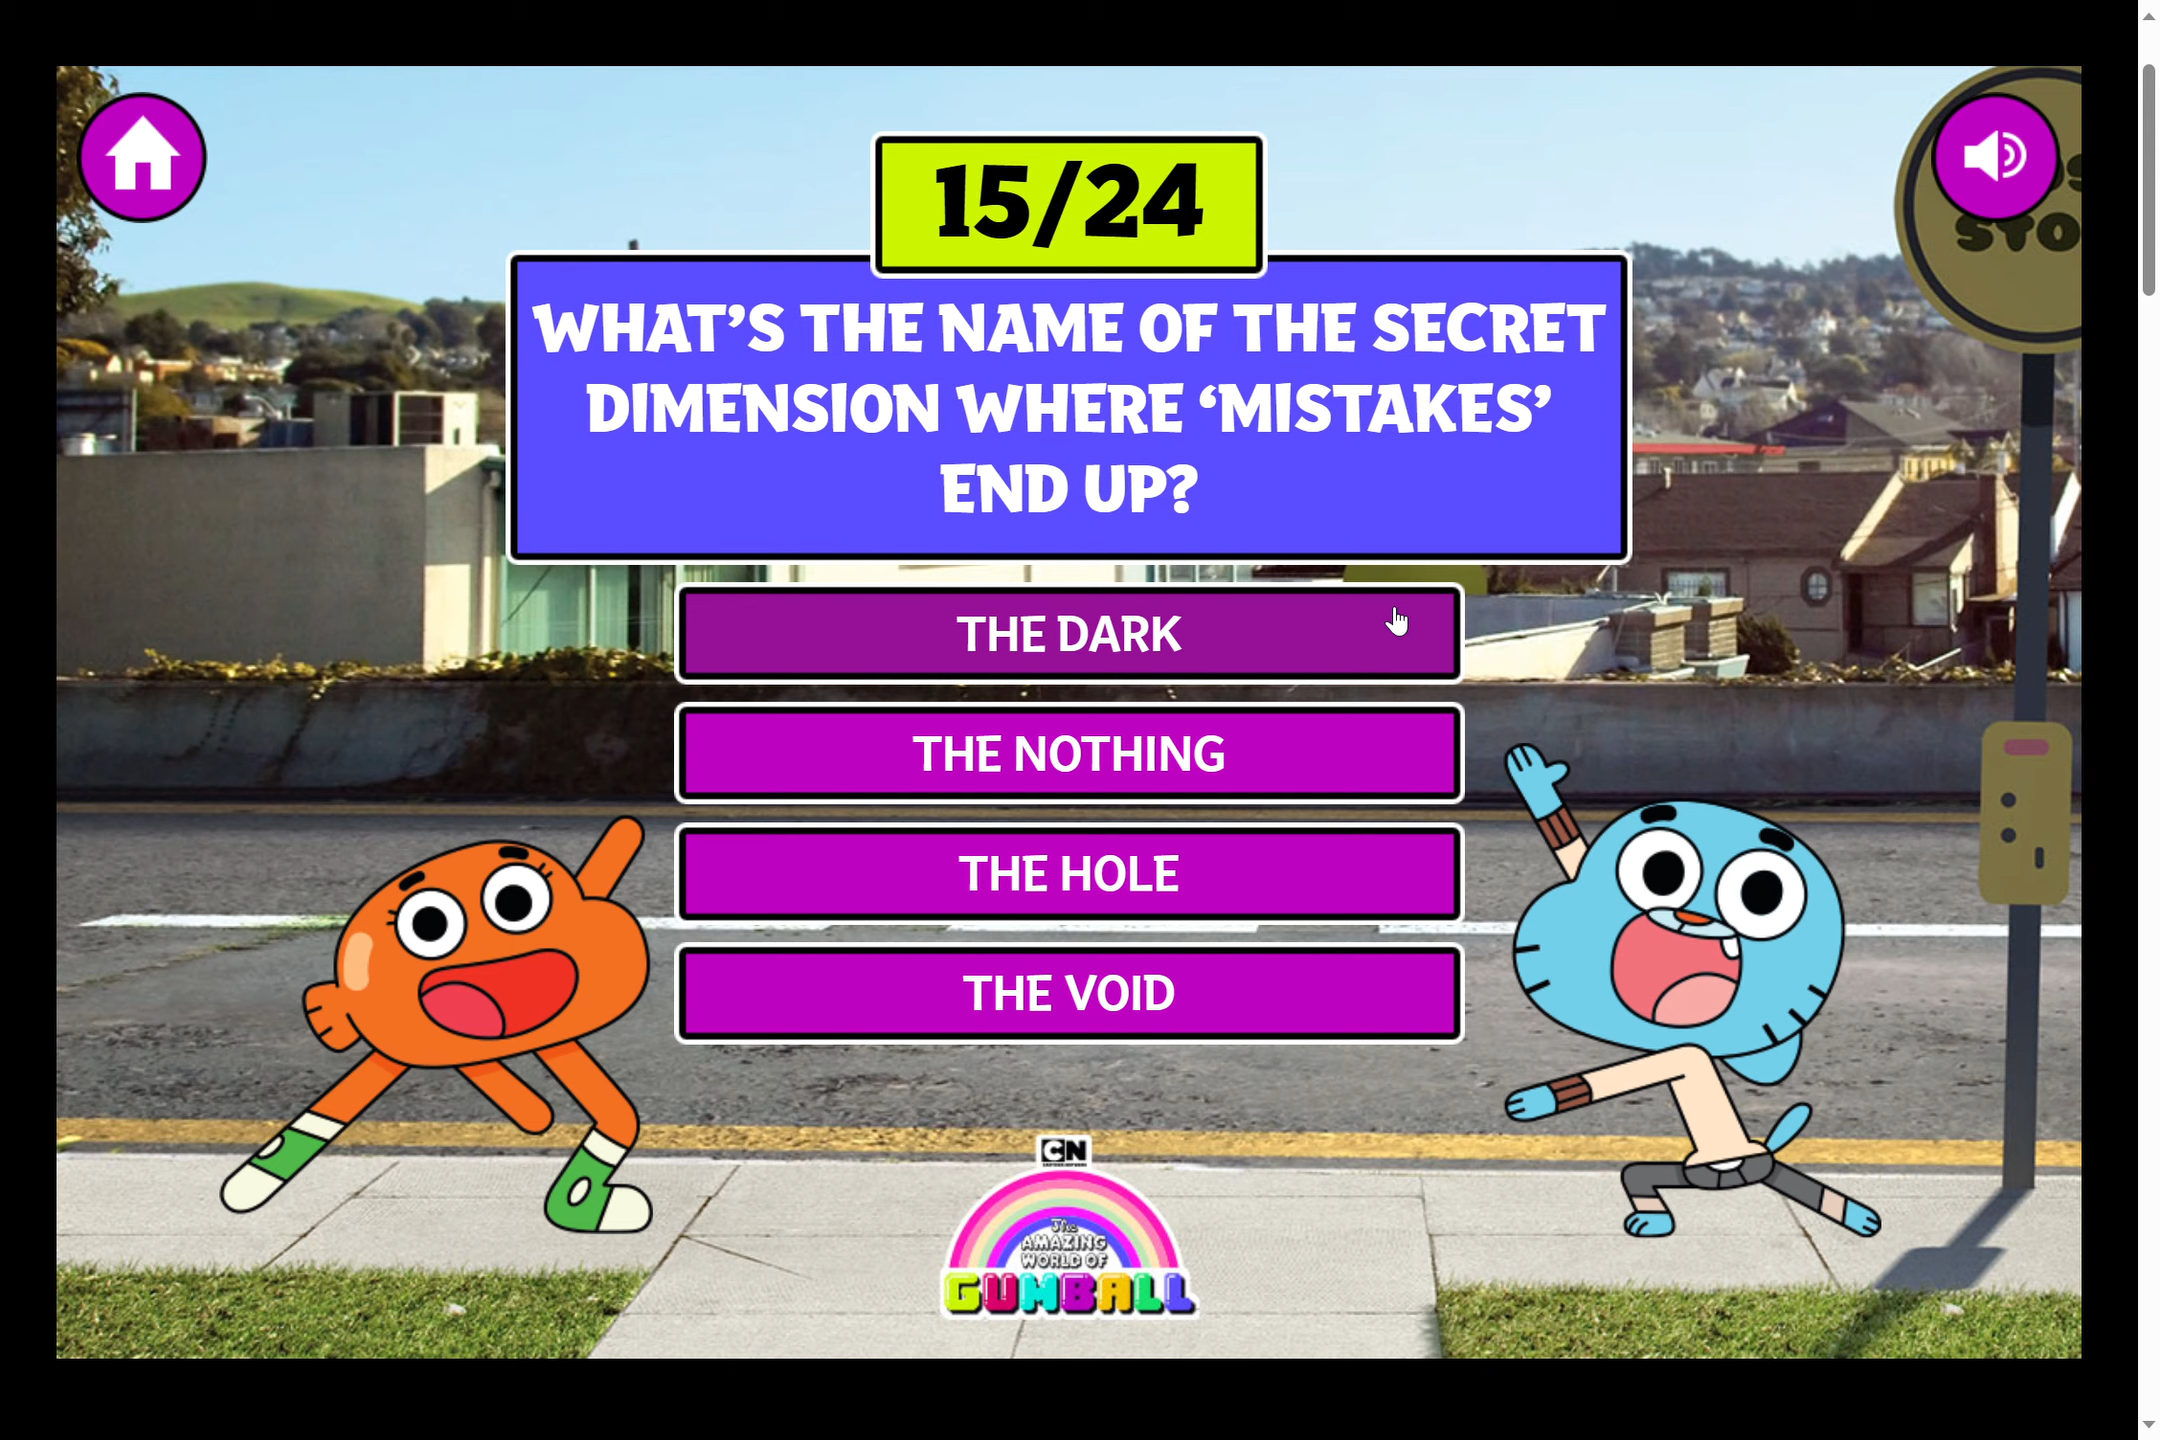 15/24
WHAT’S THE NAME OF THE SECRET
DIMENSION WHERE ‘MISTAKES’
END UP?
THE DARK
THE NOTHING
THE HOLE
THE VOID
STO
CN
The
AMAZING
WORLD OF
GUMBALL